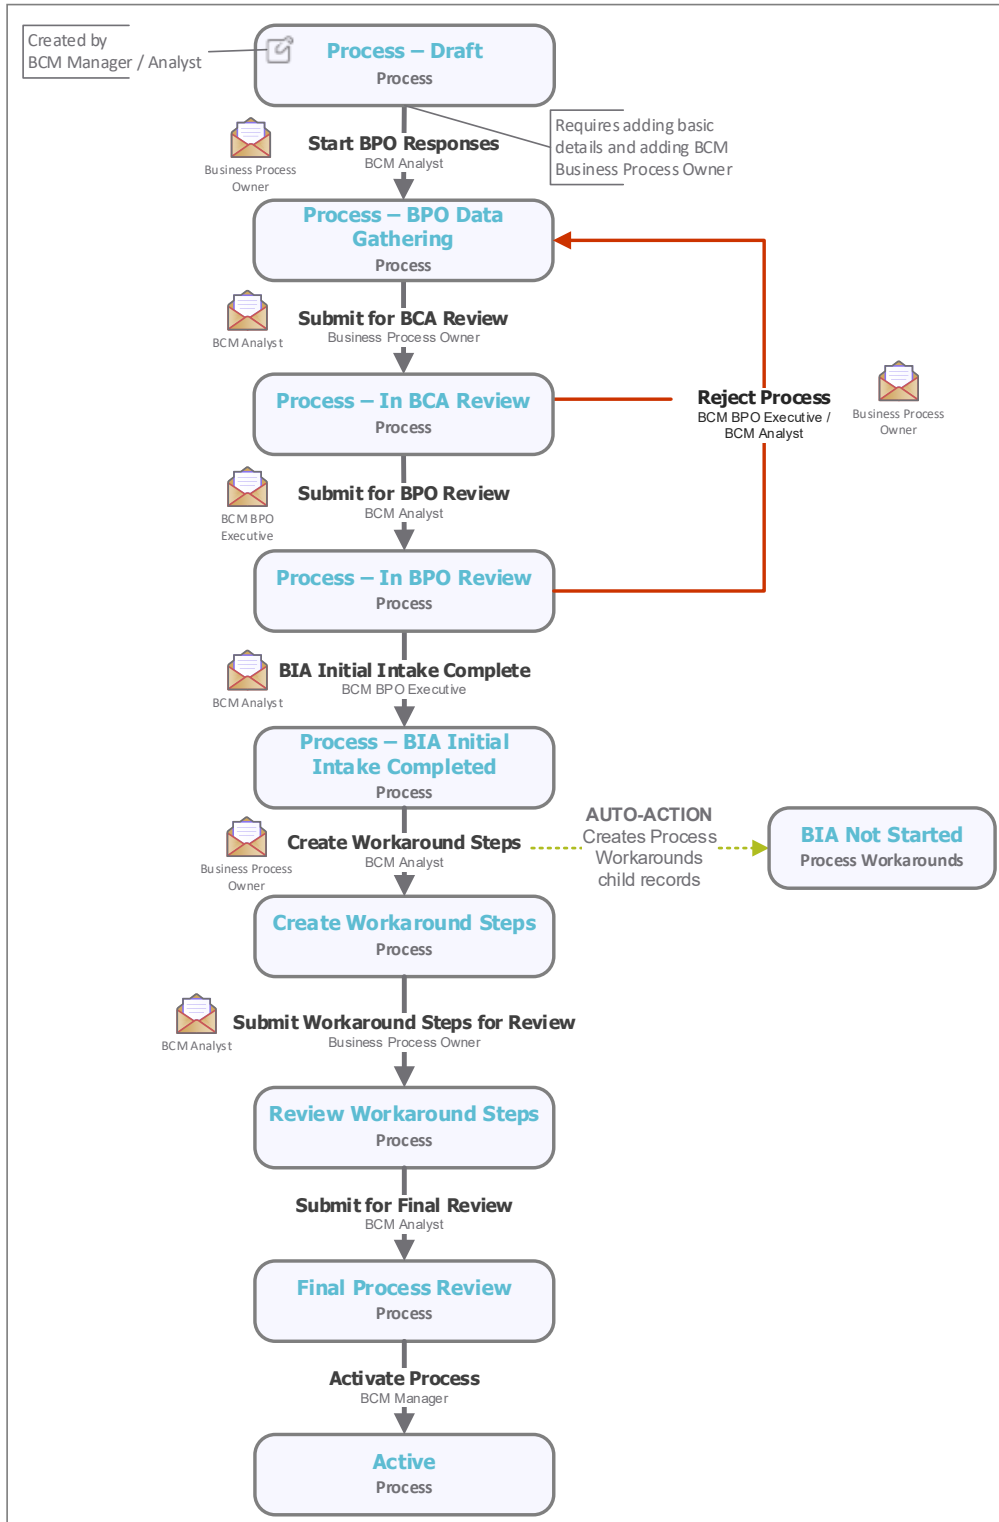 Created by
BCM Manager / Analyst
Process – Draft
Process
Business Process
Owner
Start BPO Responses
BCM Analyst
Requires adding basic
details and adding BCM
Business Process Owner
Process – BPO Data
Gathering
Process
BCM Analyst
Submit for BCA Review
Business Process Owner
Process – In BCA Review
Process
Reject Process
BCM BPO Executive /
BCM Analyst
Business Process
Owner
BCM BPO
Executive
Submit for BPO Review
BCM Analyst
Process – In BPO Review
Process
BCM Analyst
BIA Initial Intake Complete
BCM BPO Executive
Process – BIA Initial
Intake Completed
Process
Business Process
Owner
Create Workaround Steps
BCM Analyst
AUTO-ACTION
Creates Process
Workarounds
child records
BIA Not Started
Process Workarounds
Create Workaround Steps
Process
BCM Analyst
Submit Workaround Steps for Review
Business Process Owner
Review Workaround Steps
Process
Submit for Final Review
BCM Analyst
Final Process Review
Process
Activate Process
BCM Manager
Active
Process